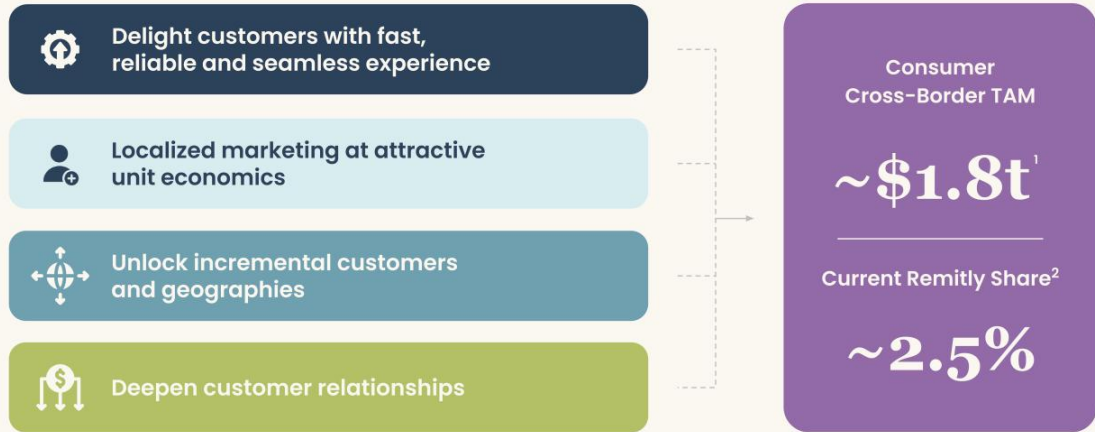 Delight customers with fast,
reliable and seamless experience
Localized marketing at attractive
unit economics
Unlock incremental customers
and geographies
$
Deepen customer relationships
Consumer
Cross-Border TAM
~$1.8t¹
Current Remitly Share²
~2.5%